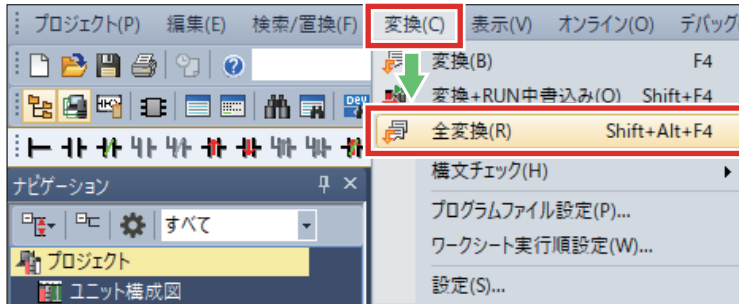 プロジェクト(P) 編集(E) 検索/置換(F) 変換(C) 表示(V) オンライン(O) デバッグ
変換(B) F4
変換+RUN中書込み(O) Shift+F4
全変換(R) Shift+Alt+F4
構文チェック(H)
プログラムファイル設定(P)...
ワークシート実行順設定(W)...
設定(S)...
Dev
ナビゲーション
すべて
プロジェクト
ユニット構成図